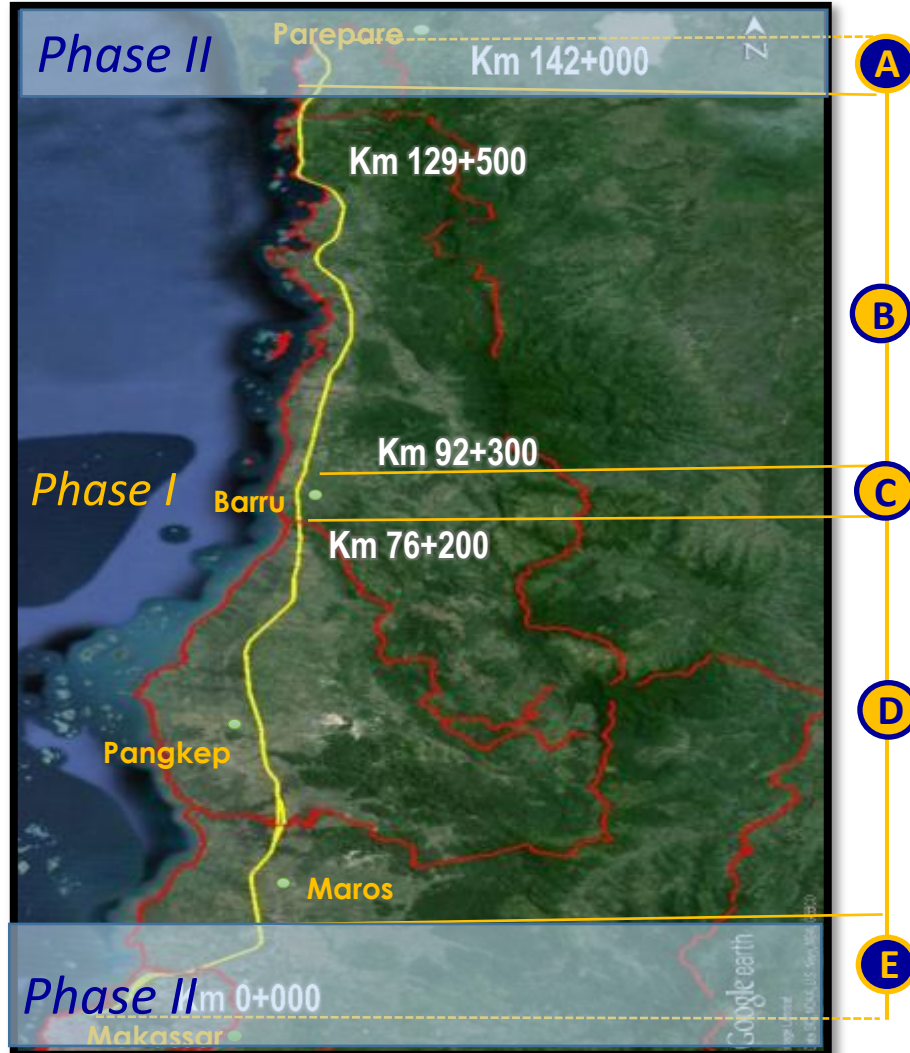 Phase II
Parepare
Km 142+000
N
A
Km 129+500
B
Km 92+300
Phase I
Barru
C
Km 76+200
D
Pangkep
Maros
Phase II
Km 0+000
E
Makassar
Google earth